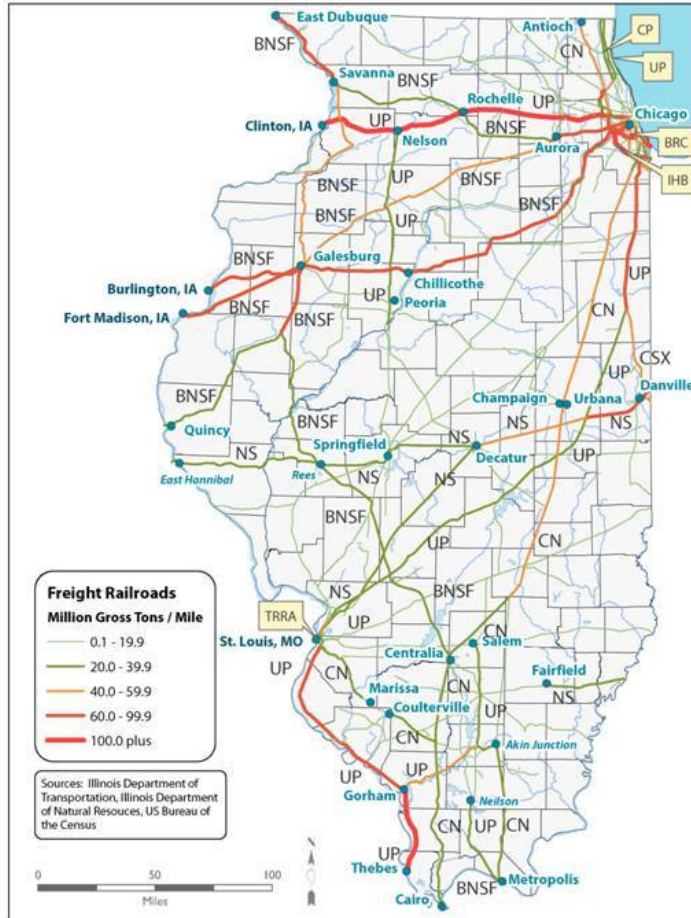 East Dubuque
Antioch
CP
BNSF
CN
UP
Savanna
BNSF
Rochelle
UP
Chicago
Clinton, IA
UP
Nelson
BNSF
Aurora
BRC
IHB
BNSF
UP
BNSF
UP
Galesburg
BNSF
Chillicothe
UP
Burlington, IA
UP
Peoria
CN
Fort Madison, IA
BNSF
BNSF
CSX
UP
Danville
BNSF
Champaign
Urbana
Quincy
BNSF
NS
NS
Springfield
NS
Decatur
UP
NS
East Hannibal
Rees
NS
NS
BNSF
UP
CN
Freight Railroads
Million Gross Tons / Mile
0.1 - 19.9
20.0 - 39.9
40.0 - 59.9
60.0 - 99.9
100.0 plus
NS
BNSF
TRRA
UP
St. Louis, MO
CN
Salem
Centralia
UP
CN
Fairfield
Marissa
CN
NS
Coulterville
UP
CN
Akin Junction
UP
UP
Sources: Illinois Department of
Transportation, Illinois Department
of Natural Resouces, US Bureau of
the Census
Gorham
Neilson
CN
UP
CN
UP
Thebes
Metropolis
BNSF
Cairo
0
50
100
Miles